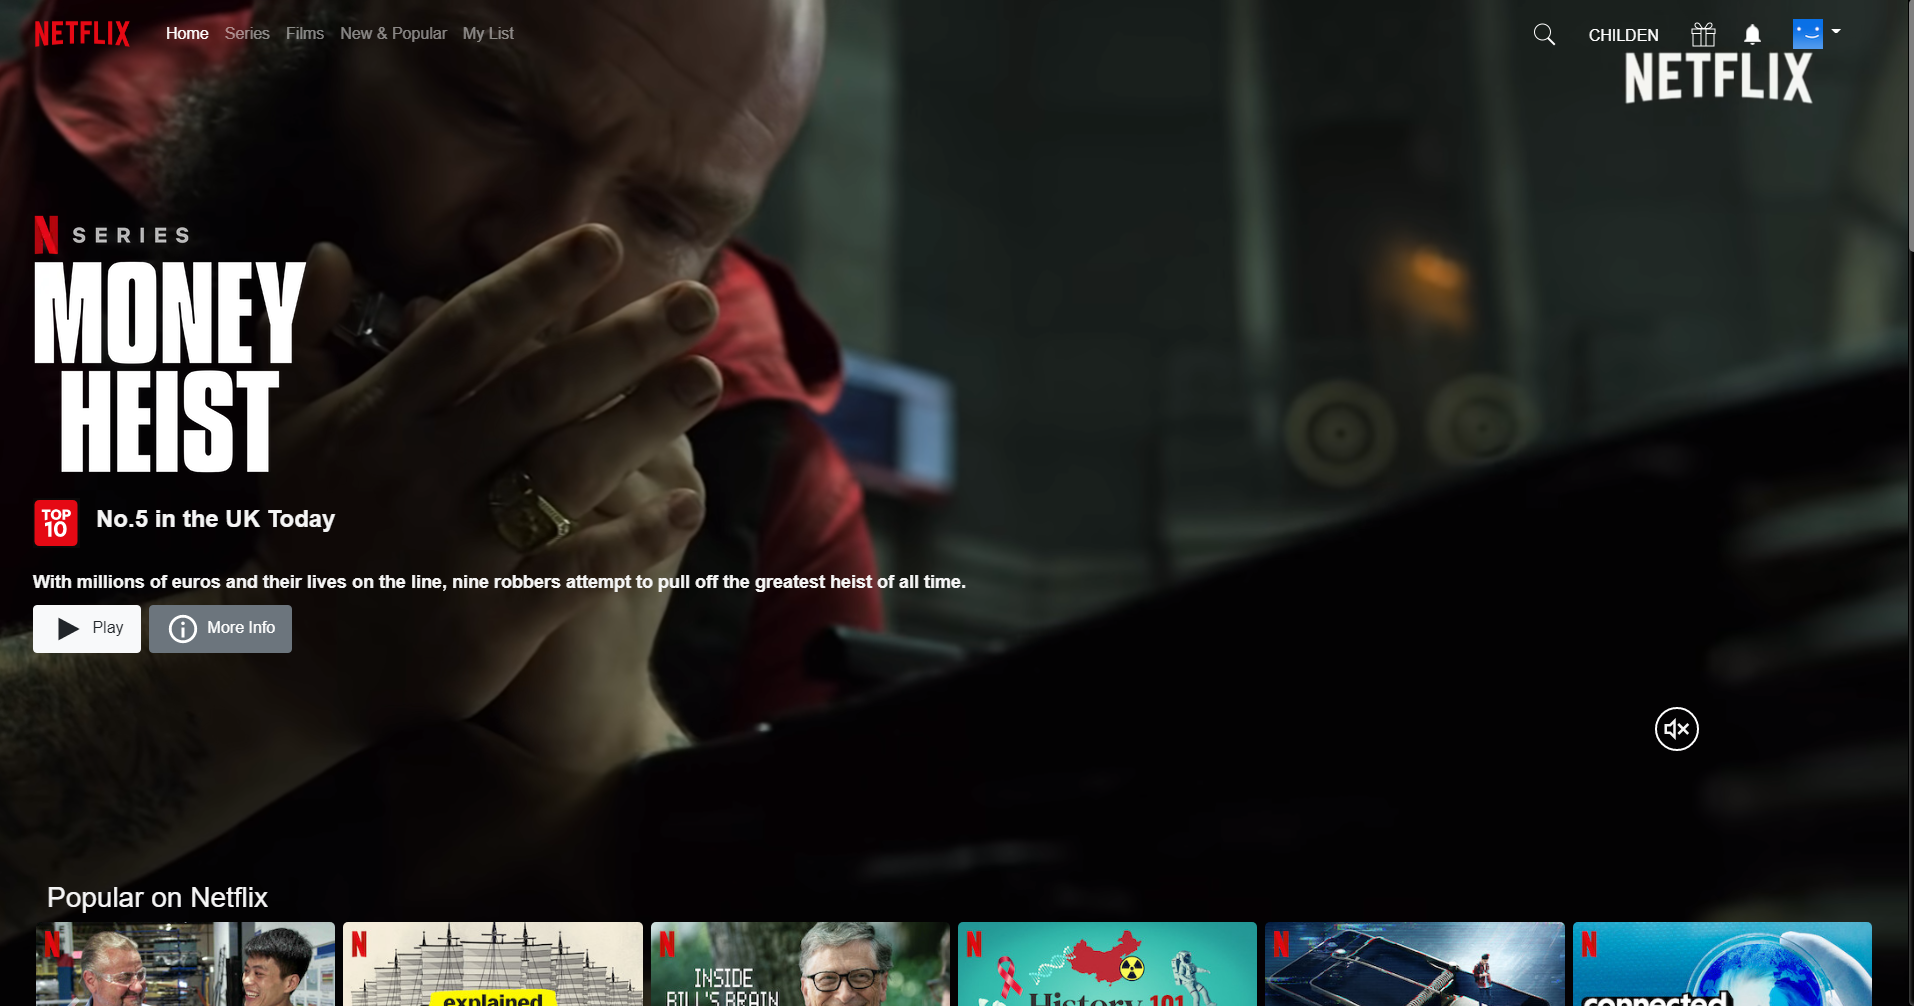 NETFLIX Home Series Films New & Popular My List CHILDEN
NETFLIX
N SERIES
MONEY
HEIST
TOP
10
No.5 in the UK Today
With millions of euros and their lives on the line, nine robbers attempt to pull off the greatest heist of all time.
Play More Info
Popular on Netflix
N N N N N N
INSIDE
BILL'S BRAIN
explained
History 101
connected